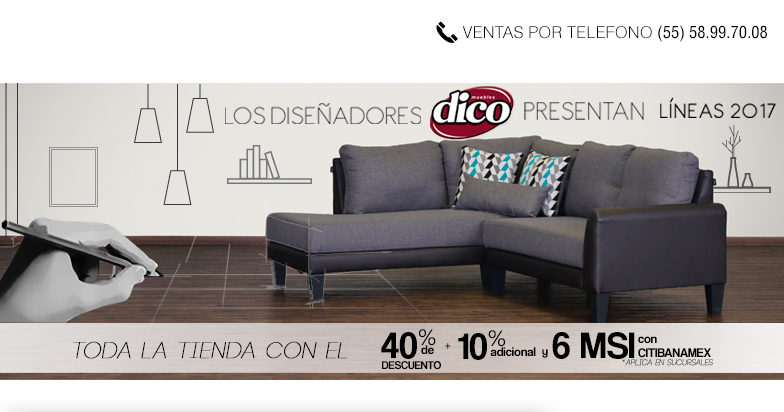 VENTAS POR TELEFONO (55) 58.99.70.08
LOS DISEÑADORES muebles dico PRESENTAN LÍNEAS 2017
TODA LA TIENDA CON EL 40% de DESCUENTO + 10% adicional y 6 MSI con CITIBANAMEX
*APLICA EN SUCURSALES